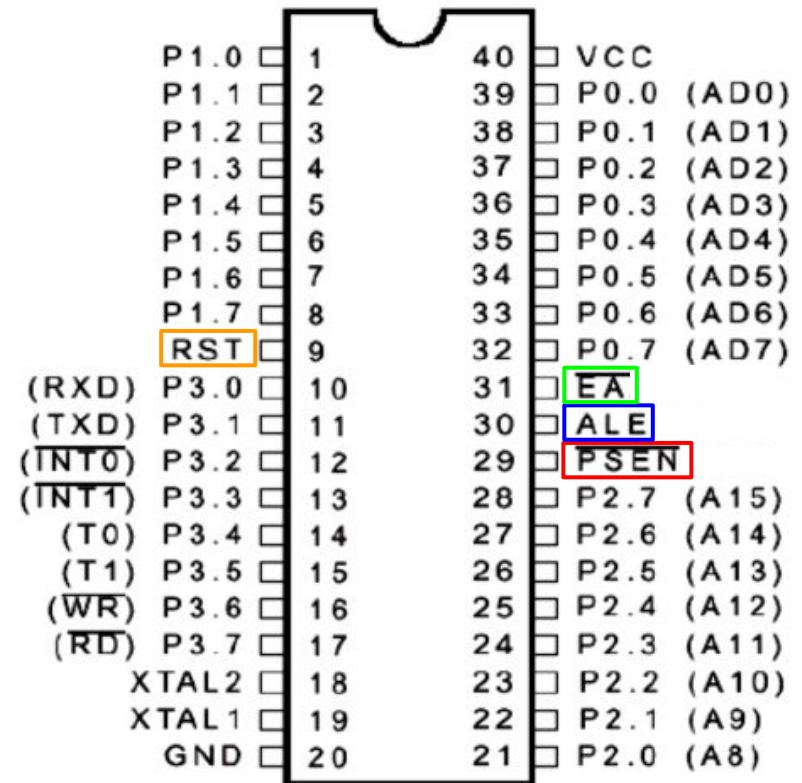 P1.0 1 40 VCC
P1.1 2 39 P0.0 (AD0)
P1.2 3 38 P0.1 (AD1)
P1.3 4 37 P0.2 (AD2)
P1.4 5 36 P0.3 (AD3)
P1.5 6 35 P0.4 (AD4)
P1.6 7 34 P0.5 (AD5)
P1.7 8 33 P0.6 (AD6)
RST 9 32 P0.7 (AD7)
(RXD) P3.0 10 31 E̅A̅
(TXD) P3.1 11 30 ALE
(I̅N̅T̅0̅) P3.2 12 29 P̅S̅E̅N̅
(I̅N̅T̅1̅) P3.3 13 28 P2.7 (A15)
(T0) P3.4 14 27 P2.6 (A14)
(T1) P3.5 15 26 P2.5 (A13)
(W̅R̅) P3.6 16 25 P2.4 (A12)
(R̅D̅) P3.7 17 24 P2.3 (A11)
XTAL2 18 23 P2.2 (A10)
XTAL1 19 22 P2.1 (A9)
GND 20 21 P2.0 (A8)